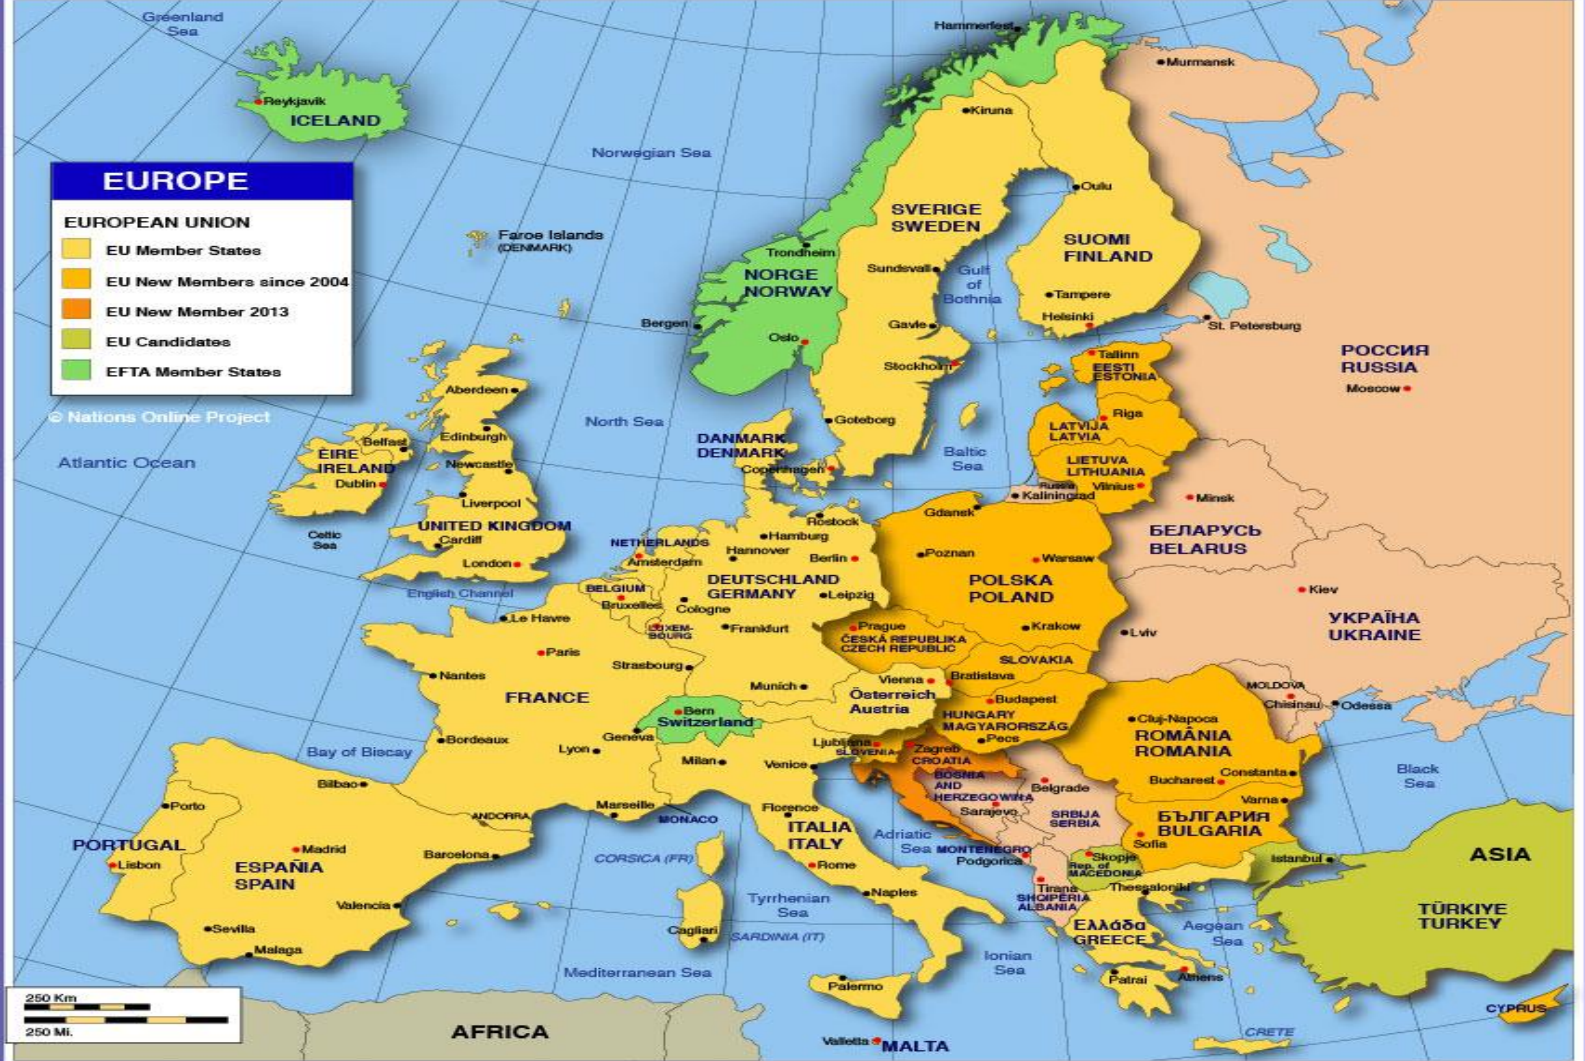 Greenland
Sea
Hammerfest
Murmansk
Reykjavik
ICELAND
Kiruna
Norwegian Sea
EUROPE
EUROPEAN UNION
EU Member States
EU New Members since 2004
EU New Member 2013
EU Candidates
EFTA Member States
© Nations Online Project
Oulu
SVERIGE
SWEDEN
SUOMI
FINLAND
Faroe Islands
(DENMARK)
Trondheim
NORGE
NORWAY
Sundsvall
Gulf
of
Bothnia
Tampere
Helsinki
Bergen
Oslo
Gavle
St. Petersburg
Stockholm
Tallinn
EESTI
ESTONIA
РОССИЯ
RUSSIA
Moscow
Aberdeen
North Sea
Goteborg
Riga
LATVIJA
LATVIA
Atlantic Ocean
Belfast
Edinburgh
ÉIRE
IRELAND
Dublin
Newcastle
Liverpool
DANMARK
DENMARK
Copenhagen
Baltic
Sea
LIETUVA
LITHUANIA
Russia
Vilnius
Kaliningrad
Minsk
Celtic
Sea
UNITED KINGDOM
Cardiff
London
English Channel
Gdansk
Rostock
Hamburg
NETHERLANDS
Amsterdam
Hannover
Berlin
Poznan
Warsaw
БЕЛАРУСЬ
BELARUS
DEUTSCHLAND
GERMANY
Leipzig
POLSKA
POLAND
Kiev
BELGIUM
Bruxelles
Cologne
Le Havre
LUXEM-
BOURG
Frankfurt
Prague
ČESKÁ REPUBLIKA
CZECH REPUBLIC
Krakow
Lviv
УКРАЇНА
UKRAINE
Paris
Strasbourg
SLOVAKIA
Nantes
Munich
Vienna
Bratislava
FRANCE
Österreich
Austria
Budapest
MOLDOVA
Chisinau
Odessa
Bern
Switzerland
Geneva
HUNGARY
MAGYARORSZÁG
Pecs
Cluj-Napoca
ROMÂNIA
ROMANIA
Bay of Biscay
Bordeaux
Lyon
Milan
Venice
Ljubljana
SLOVENIA
Zagreb
CROATIA
Bucharest
Constanta
Black
Sea
Bilbao
BOSNIA
AND
HERZEGOWINA
Sarajevo
Belgrade
SRBIJA
SERBIA
Varna
БЪЛГАРИЯ
BULGARIA
Sofia
Porto
ANDORRA
Marseille
MONACO
Florence
ITALIA
ITALY
Adriatic
Sea
MONTENEGRO
Podgorica
PORTUGAL
Lisbon
Madrid
ESPAÑIA
SPAIN
Barcelona
CORSICA (FR)
Rome
Skopje
Rep. of
MACEDONIA
Istanbul
ASIA
Tirana
SHQIPËRIA
ALBANIA
Thessaloniki
Valencia
Tyrrhenian
Sea
Naples
Ελλάδα
GREECE
Aegean
Sea
TÜRKIYE
TURKEY
Sevilla
Malaga
Cagliari
SARDINIA (IT)
Ionian
Sea
Mediterranean Sea
Palermo
Patrai
Athens
250 Km
250 Mi.
AFRICA
Valletta
MALTA
CRETE
CYPRUS